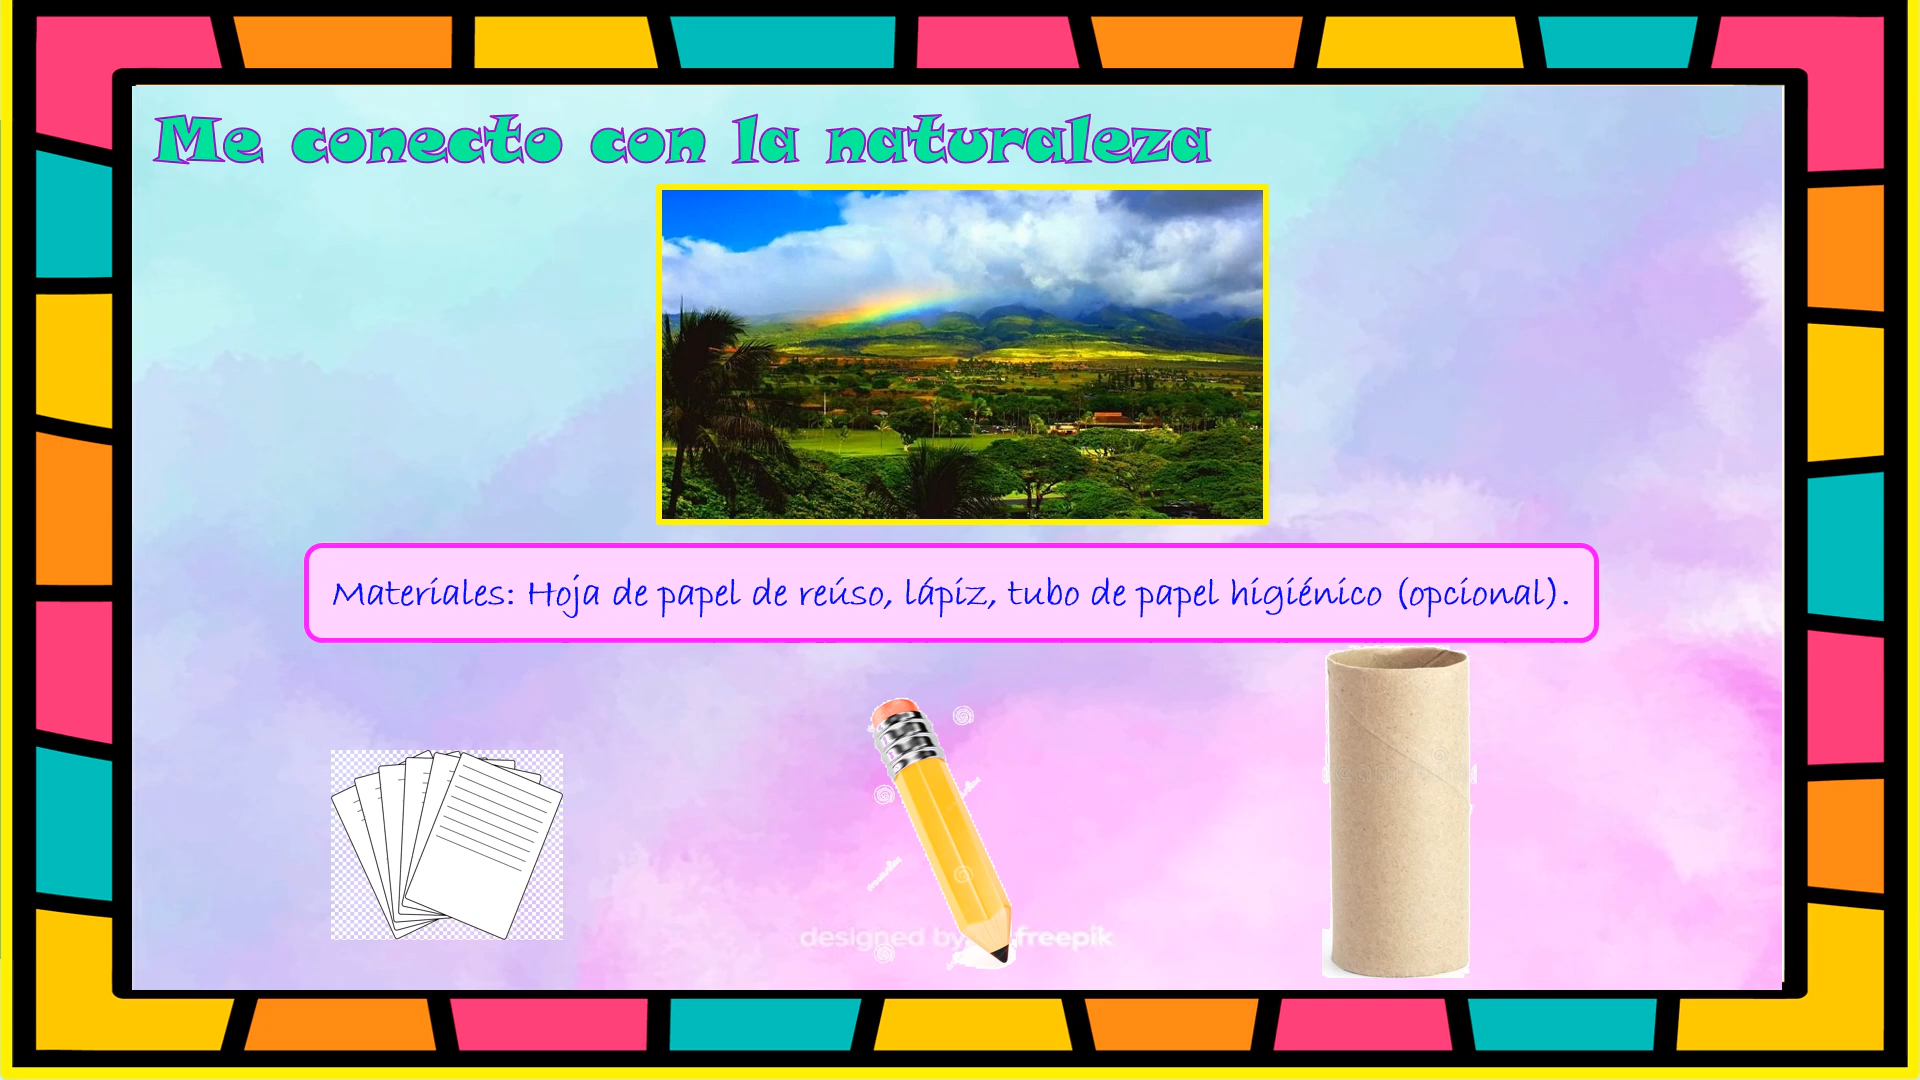 Me conecto con la naturaleza
Materiales: Hoja de papel de reúso, lápiz, tubo de papel higiénico (opcional).
designed by freepik